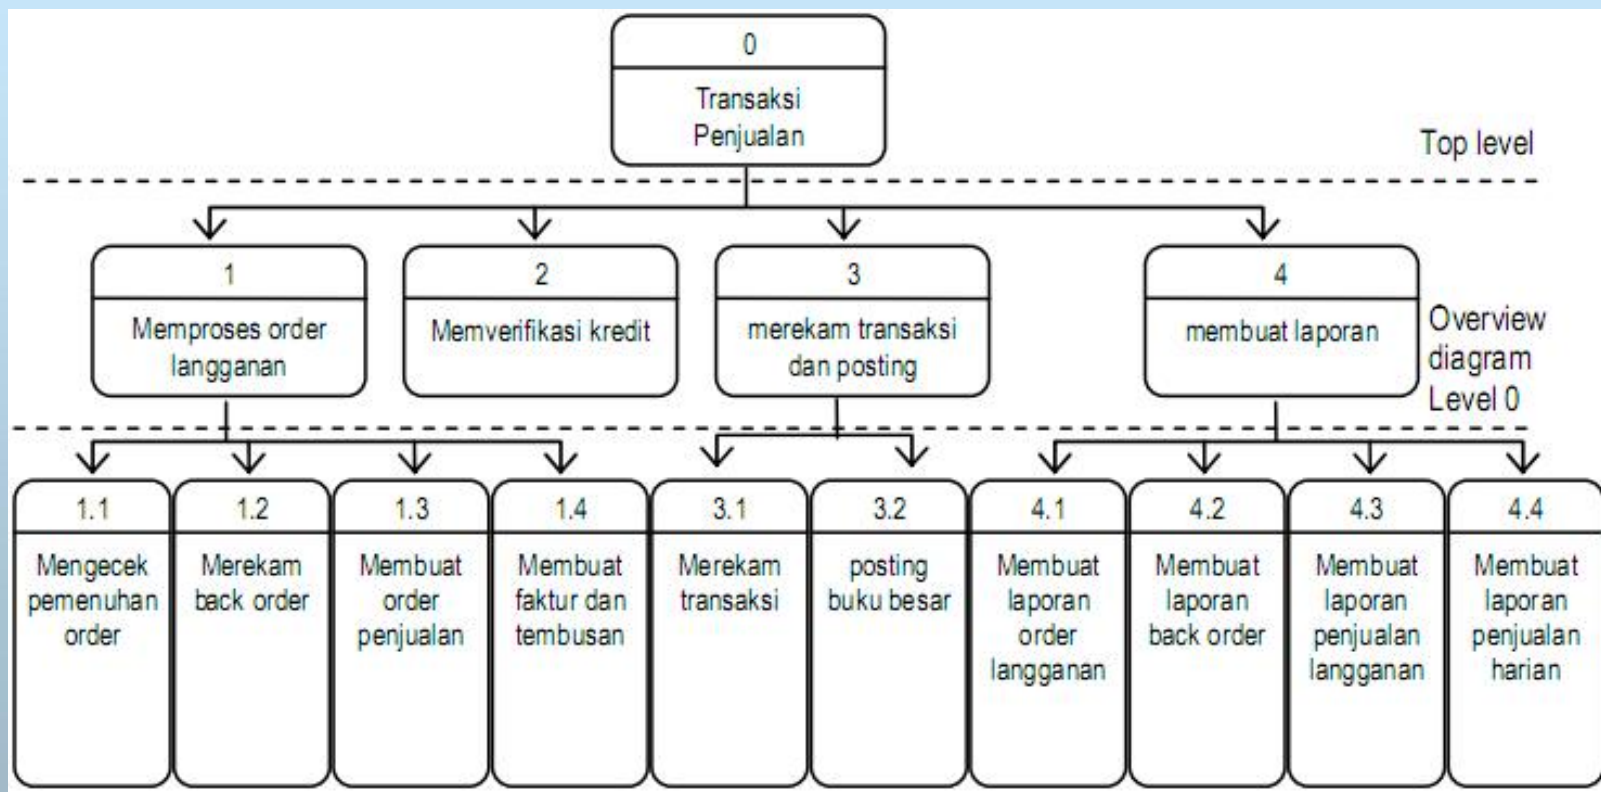 0
Transaksi
Penjualan
Top level
1
Memproses order
langganan
2
Memverifikasi kredit
3
merekam transaksi
dan posting
4
membuat laporan
Overview
diagram
Level 0
1.1
Mengecek
pemenuhan
order
1.2
Merekam
back order
1.3
Membuat
order
penjualan
1.4
Membuat
faktur dan
tembusan
3.1
Merekam
transaksi
3.2
posting
buku besar
4.1
Membuat
laporan
order
langganan
4.2
Membuat
laporan
back order
4.3
Membuat
laporan
penjualan
langganan
4.4
Membuat
laporan
penjualan
harian